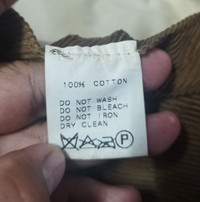 100% COTTON
DO NOT WASH
DO NOT BLEACH
DO NOT IRON
DRY CLEAN
P